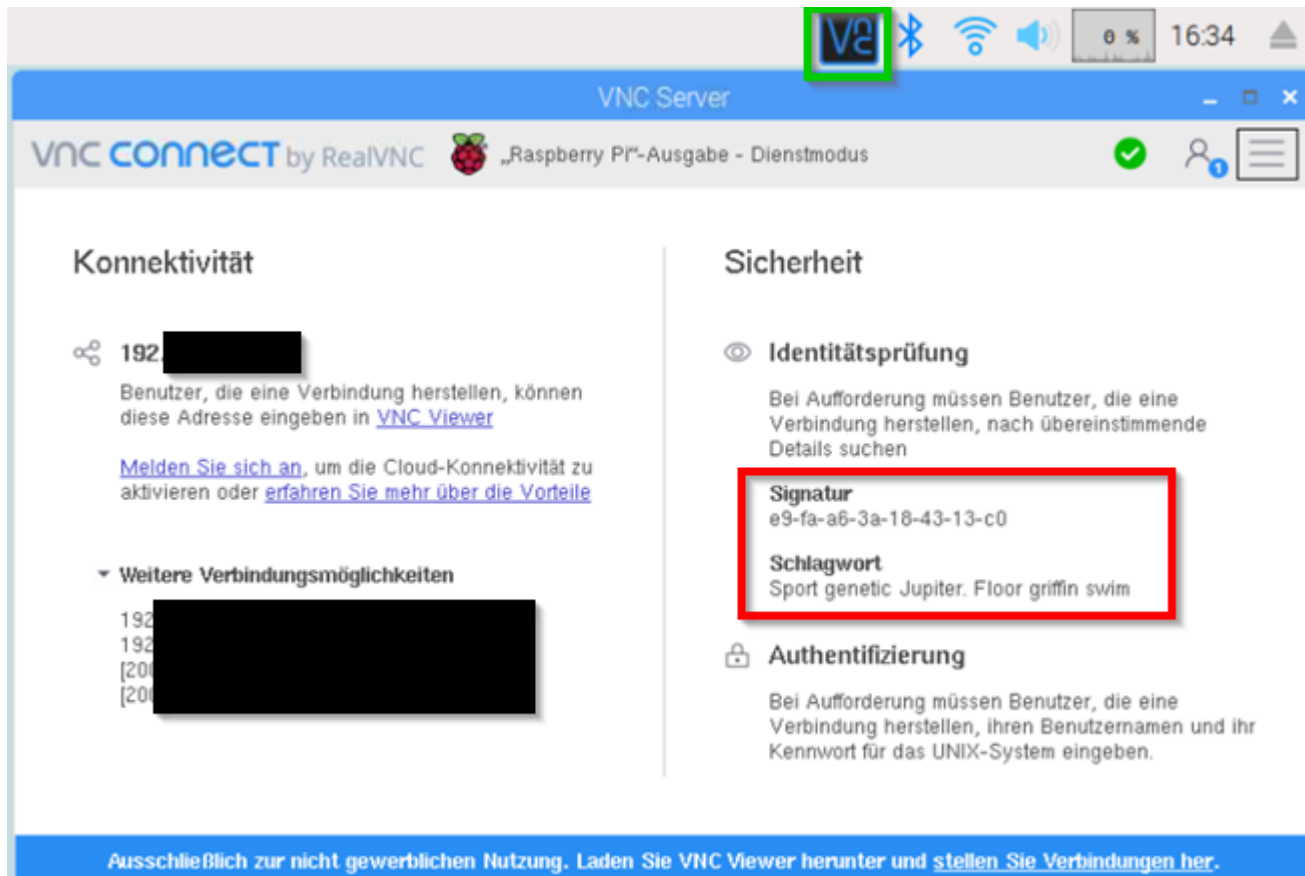 VNC
0 %
16:34
VNC Server
VNC CONNECT by RealVNC
„Raspberry Pi“-Ausgabe - Dienstmodus
1
Konnektivität
192.
Benutzer, die eine Verbindung herstellen, können
diese Adresse eingeben in VNC Viewer
Melden Sie sich an, um die Cloud-Konnektivität zu
aktivieren oder erfahren Sie mehr über die Vorteile
Weitere Verbindungsmöglichkeiten
192
192
[200
[200
Sicherheit
Identitätsprüfung
Bei Aufforderung müssen Benutzer, die eine
Verbindung herstellen, nach übereinstimmende
Details suchen
Signatur
e9-fa-a6-3a-18-43-13-c0
Schlagwort
Sport genetic Jupiter. Floor griffin swim
Authentifizierung
Bei Aufforderung müssen Benutzer, die eine
Verbindung herstellen, ihren Benutzernamen und ihr
Kennwort für das UNIX-System eingeben.
Ausschließlich zur nicht gewerblichen Nutzung. Laden Sie VNC Viewer herunter und stellen Sie Verbindungen her.